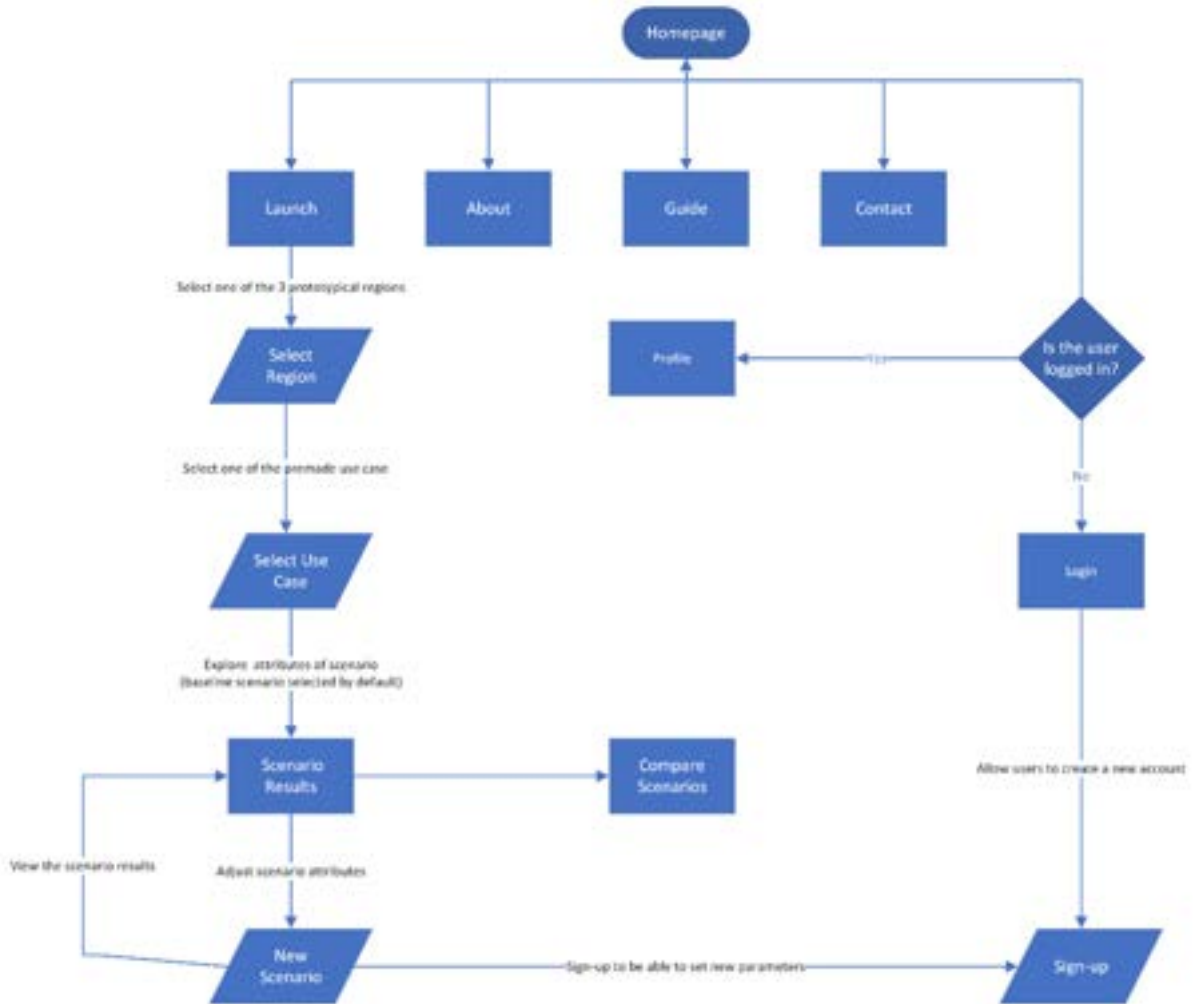 Homepage
Launch
About
Guide
Contact
Select one of the 3 prototypical regions
Select
Region
Profile
Yes
Is the user
logged in?
Select one of the premade use case
No
Select Use
Case
Login
Explore attributes of scenario
(baseline scenario selected by default)
Scenario
Results
Compare
Scenarios
Allow users to create a new account
View the scenario results
Adjust scenario attributes
New
Scenario
Sign-up to be able to set new parameters
Sign-up